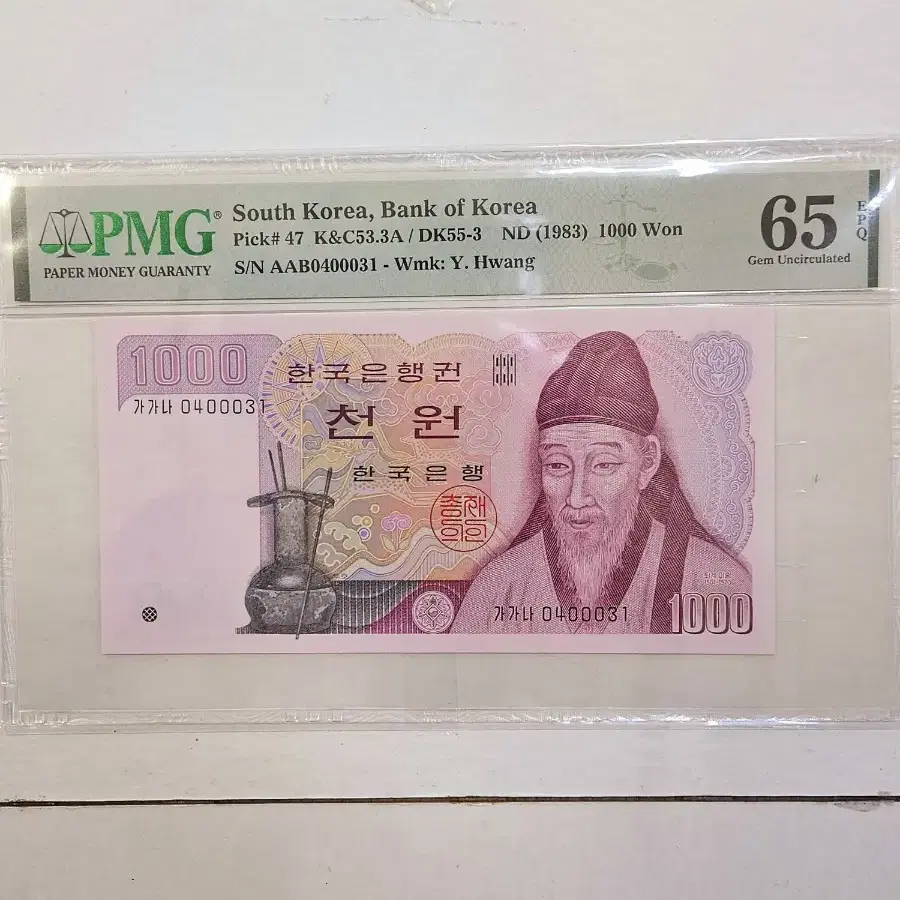 PMG®
PAPER MONEY GUARANTY
South Korea, Bank of Korea
Pick# 47 K&C53.3A / DK55-3 ND (1983) 1000 Won
S/N AAB0400031 - Wmk: Y. Hwang
65
EPQ
Gem Uncirculated
1000
한국은행권
가가나 0400031
천 원
한국은행
총재
의인
가가나 0400031
1000